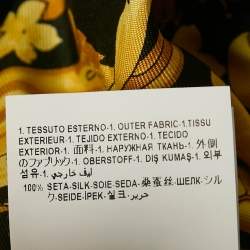 1. TESSUTO ESTERNO-1. OUTER FABRIC-1.TISSU
EXTERIEUR-1. TEJIDO EXTERNO-1. TECIDO
EXTERIOR-1. 面料-1. НАРУЖНАЯ ТКАНЬ-1. 外側
のファブリック-1. OBERSTOFF-1. DIŞ KUMAŞ-1. 외부
섬유-1. ليف خارجي
100% SETA-SILK-SOIE-SEDA-桑蚕丝-ШЕЛК-シル
ク-SEIDE-İPEK-실크-حرير